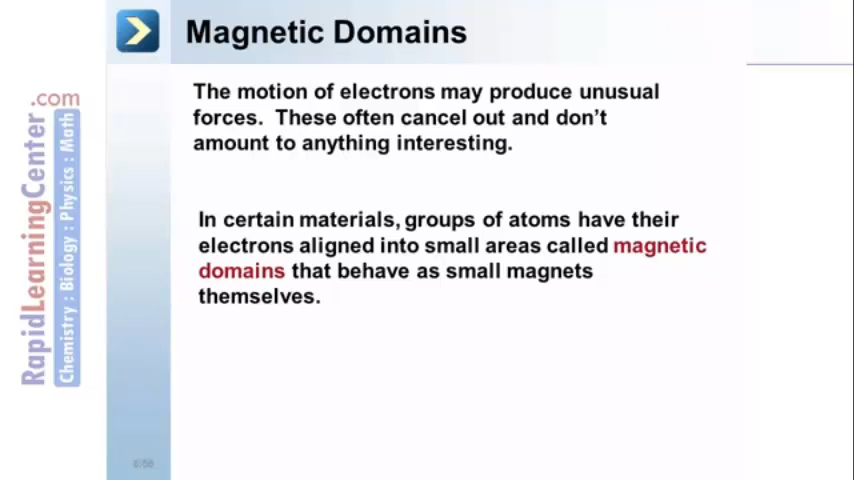 Magnetic Domains
The motion of electrons may produce unusual
forces. These often cancel out and don't
amount to anything interesting.
In certain materials, groups of atoms have their
electrons aligned into small areas called magnetic
domains that behave as small magnets
themselves.
RapidLearningCenter.com
Chemistry : Biology : Physics : Math